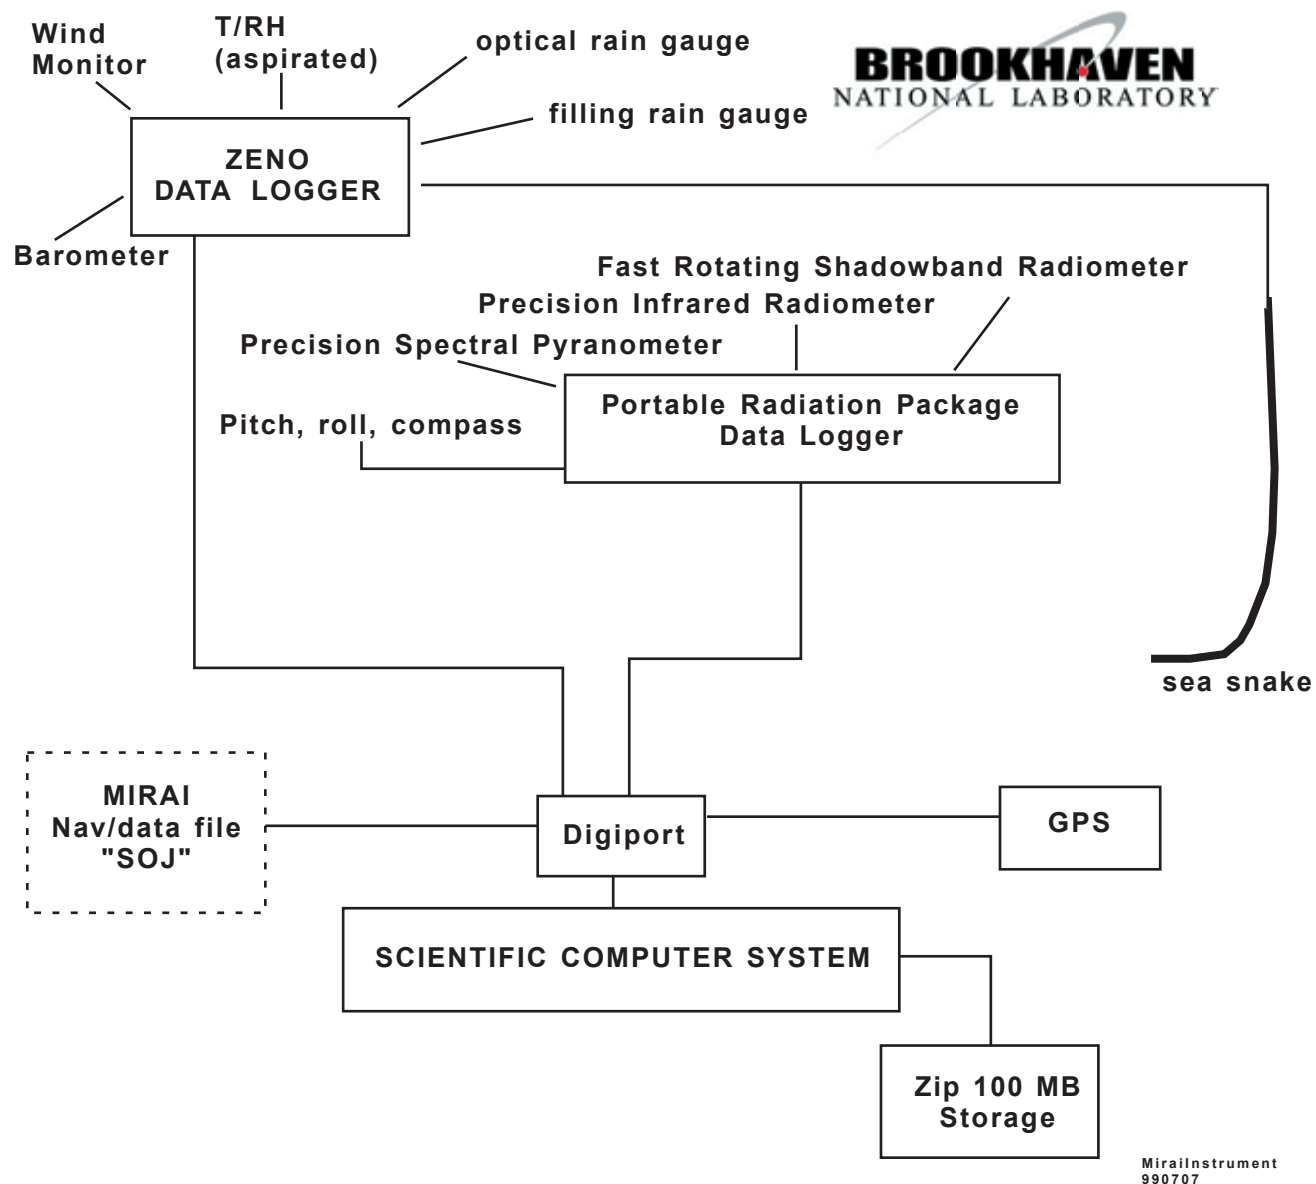 Wind
Monitor
T/RH
(aspirated)
optical rain gauge
BROOKHAVEN
NATIONAL LABORATORY
filling rain gauge
ZENO
DATA LOGGER
Barometer
Fast Rotating Shadowband Radiometer
Precision Infrared Radiometer
Precision Spectral Pyranometer
Portable Radiation Package
Data Logger
Pitch, roll, compass
sea snake
MIRAI
Nav/data file
"SOJ"
Digiport
GPS
SCIENTIFIC COMPUTER SYSTEM
Zip 100 MB
Storage
MiraiInstrument
990707